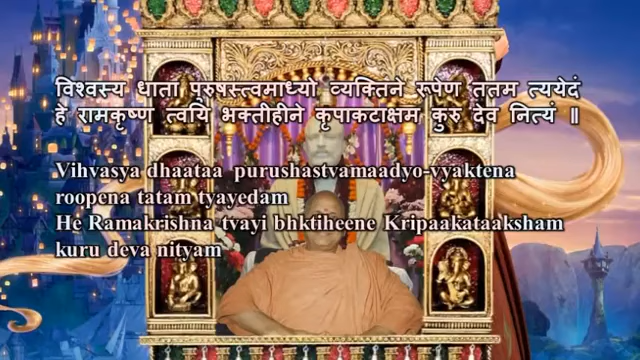 विश्वस्य धाता पुरुषस्त्वमाध्यो व्यक्तिने रूपेण ततम त्ययेदं
हे रामकृष्ण त्वयि भक्तीहीने कृपाकटाक्षम कुरु देव नित्यं ॥
Vihvasya dhaataa purushastvamaadyo-vyaktena
roopena tatam tvayedam
He Ramakrishna tvayi bhktiheene Kripaakataaksham
kuru deva nityam